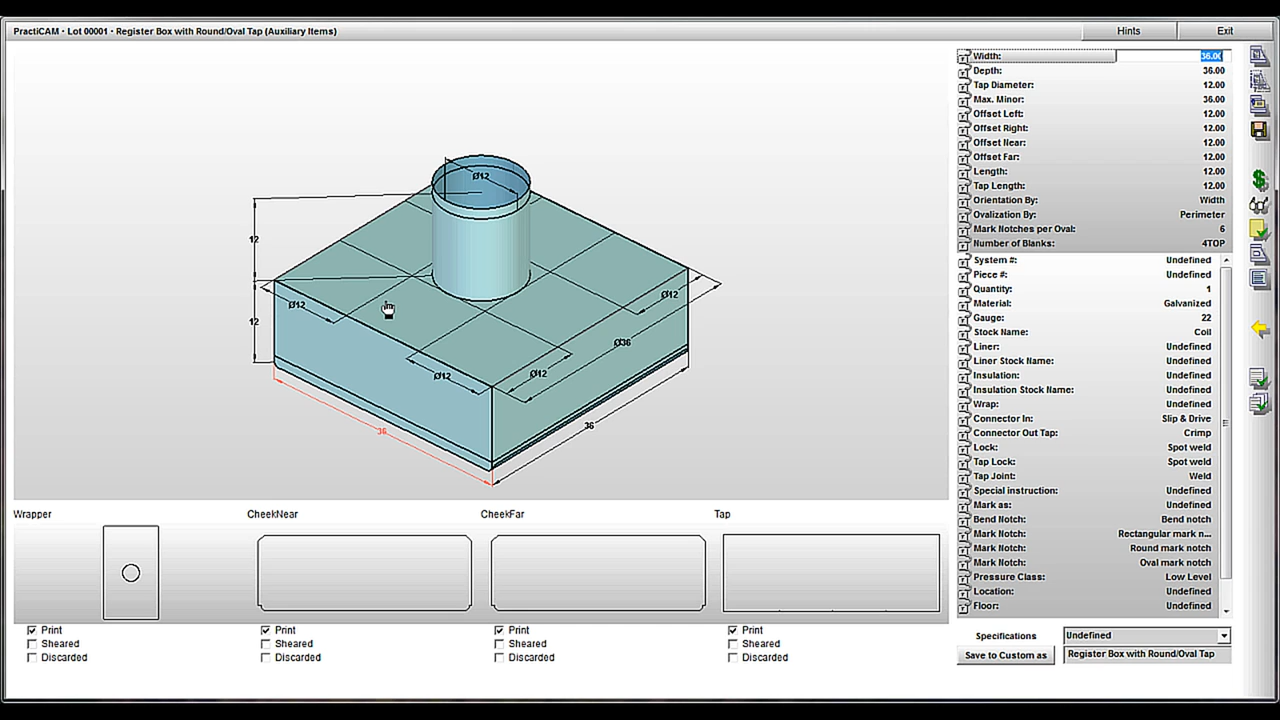 PractiCAM - Lot 00001 - Register Box with Round/Oval Tap (Auxiliary Items)
Hints
Exit
Width: 36.00
Depth: 36.00
Tap Diameter: 12.00
Max. Minor: 36.00
Offset Left: 12.00
Offset Right: 12.00
Offset Near: 12.00
Offset Far: 12.00
Length: 12.00
Tap Length: 12.00
Orientation By: Width
Ovalization By: Perimeter
Mark Notches per Oval: 6
Number of Blanks: 4TOP
System #: Undefined
Piece #: Undefined
Quantity: 1
Material: Galvanized
Gauge: 22
Stock Name: Coil
Liner: Undefined
Liner Stock Name: Undefined
Insulation: Undefined
Insulation Stock Name: Undefined
Wrap: Undefined
Connector In: Slip & Drive
Connector Out Tap: Crimp
Lock: Spot weld
Tap Lock: Spot weld
Tap Joint: Weld
Special instruction: Undefined
Mark as: Undefined
Bend Notch: Bend notch
Mark Notch: Rectangular mark n...
Mark Notch: Round mark notch
Mark Notch: Oval mark notch
Pressure Class: Low Level
Location: Undefined
Floor: Undefined
Specifications Undefined
Save to Custom as Register Box with Round/Oval Tap
Ø12
12
Ø12
Ø12
12
Ø36
Ø12
Ø12
36
36
Wrapper
CheekNear
CheekFar
Tap
Print
Sheared
Discarded
Print
Sheared
Discarded
Print
Sheared
Discarded
Print
Sheared
Discarded